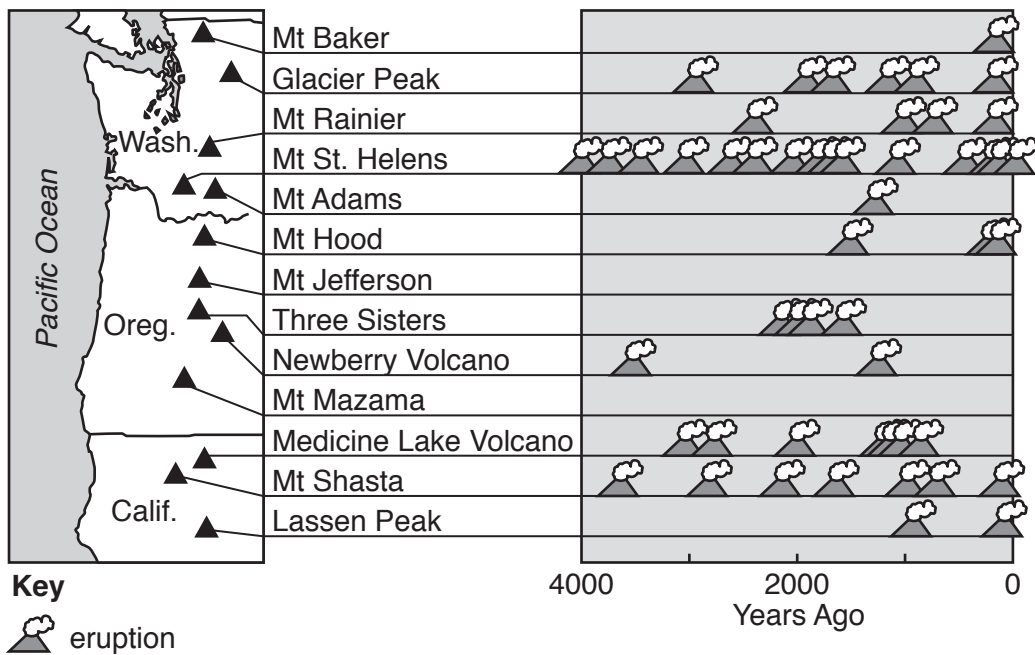 Mt Baker
Glacier Peak
Mt Rainier
Wash.
Mt St. Helens
Mt Adams
Mt Hood
Pacific Ocean
Mt Jefferson
Three Sisters
Oreg.
Newberry Volcano
Mt Mazama
Medicine Lake Volcano
Mt Shasta
Calif.
Lassen Peak
4000 2000 0
Years Ago
Key
eruption